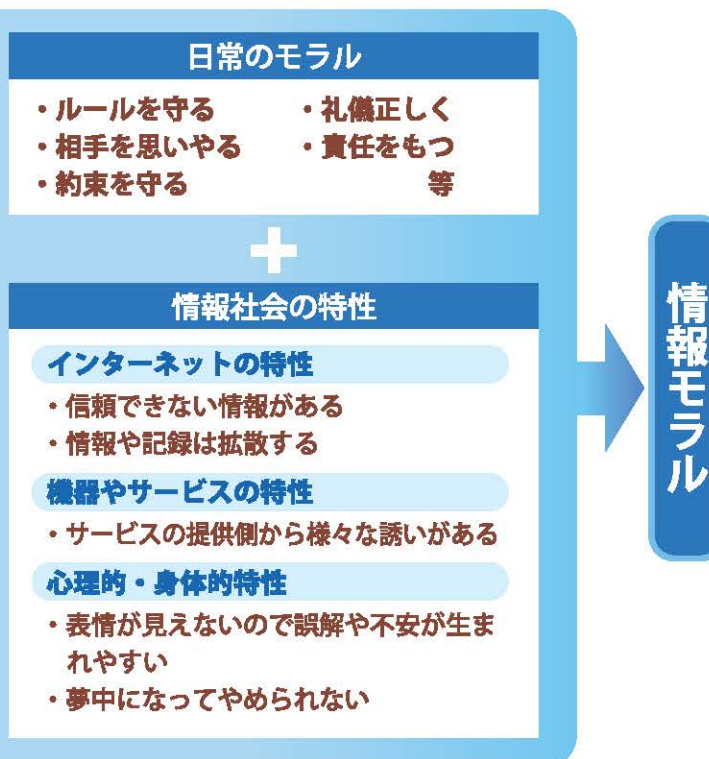 日常のモラル
・ルールを守る
・相手を思いやる
・約束を守る
・礼儀正しく
・責任をもつ
等
+
情報社会の特性
インターネットの特性
・信頼できない情報がある
・情報や記録は拡散する
機器やサービスの特性
・サービスの提供側から様々な誘いがある
心理的・身体的特性
・表情が見えないので誤解や不安が生ま
れやすい
・夢中になってやめられない
情報モラル